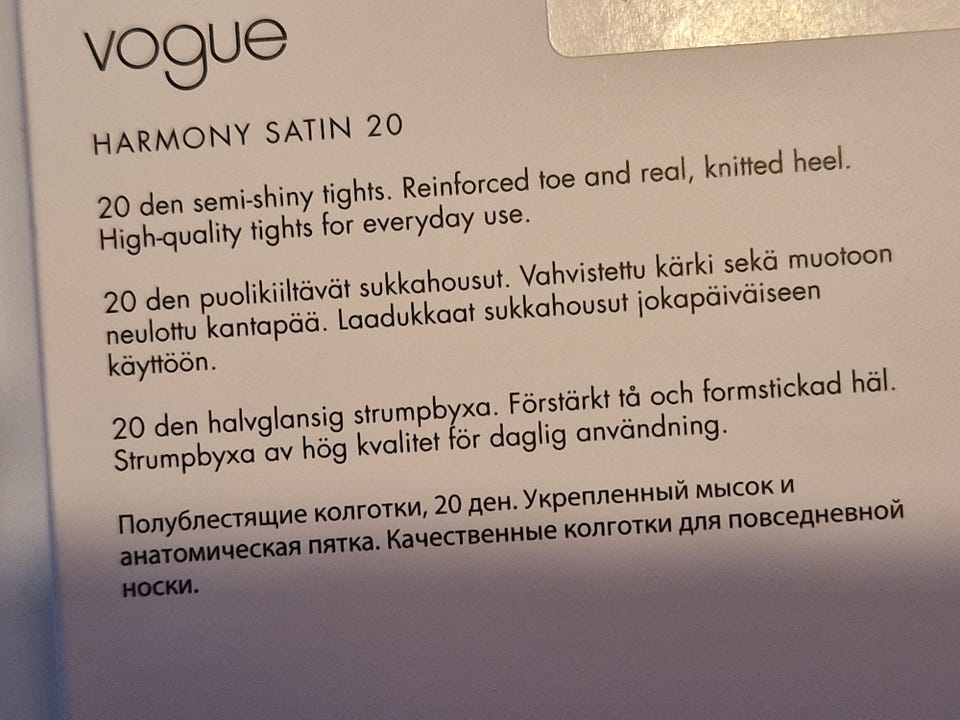 vogue
HARMONY SATIN 20
20 den semi-shiny tights. Reinforced toe and real, knitted heel.
High-quality tights for everyday use.
20 den puolikiiltävät sukkahousut. Vahvistettu kärki sekä muotoon
neulottu kantapää. Laadukkaat sukkahousut jokapäiväiseen
käyttöön.
20 den halvglansig strumpbyxa. Förstärkt tå och formstickad häl.
Strumpbyxa av hög kvalitet för daglig användning.
Полублестящие колготки, 20 ден. Укрепленный мысок и
анатомическая пятка. Качественные колготки для повседневной
носки.